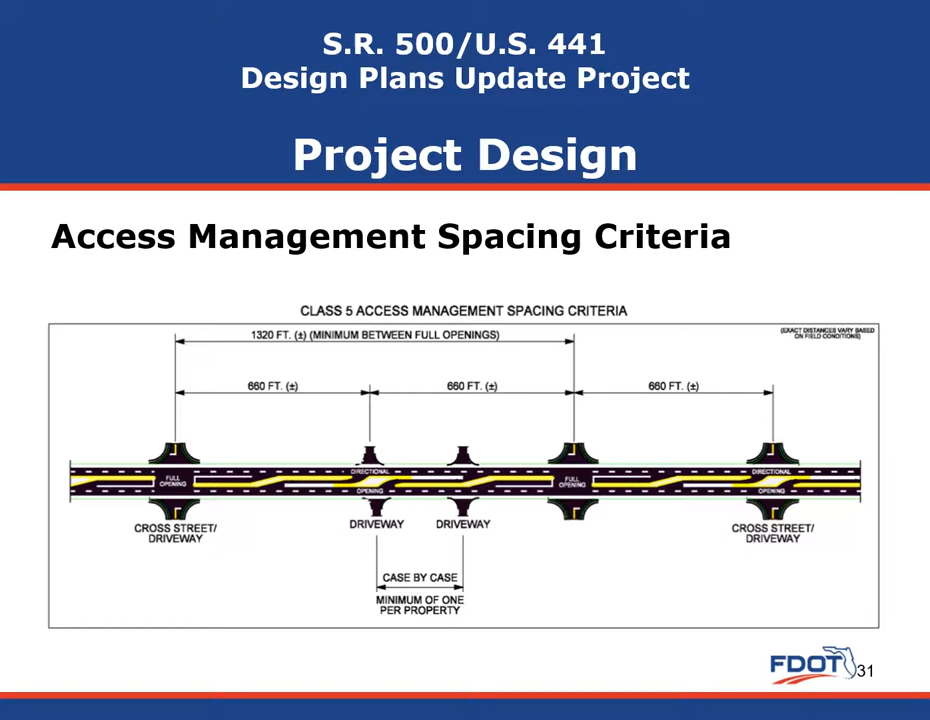 S.R. 500/U.S. 441
Design Plans Update Project
Project Design
Access Management Spacing Criteria
CLASS 5 ACCESS MANAGEMENT SPACING CRITERIA
1320 FT. (±) (MINIMUM BETWEEN FULL OPENINGS)
(EXACT DISTANCES VARY BASED
ON FIELD CONDITIONS)
660 FT. (±)
660 FT. (±)
660 FT. (±)
FULL
OPENING
DIRECTIONAL
OPENING
FULL
OPENING
DIRECTIONAL
OPENING
CROSS STREET/
DRIVEWAY
DRIVEWAY
DRIVEWAY
CROSS STREET/
DRIVEWAY
CASE BY CASE
MINIMUM OF ONE
PER PROPERTY
FDOT
31